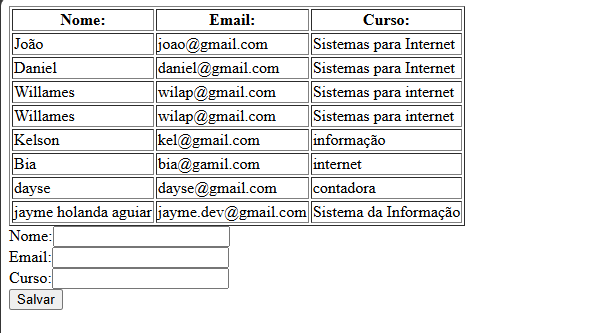 Nome: Email: Curso:
João joao@gmail.com Sistemas para Internet
Daniel daniel@gmail.com Sistemas para Internet
Willames wilap@gmail.com Sistemas para internet
Willames wilap@gmail.com Sistemas para internet
Kelson kel@gmail.com informação
Bia bia@gamil.com internet
dayse dayse@gmail.com contadora
jayme holanda aguiar jayme.dev@gmail.com Sistema da Informação
Nome:
Email:
Curso:
Salvar